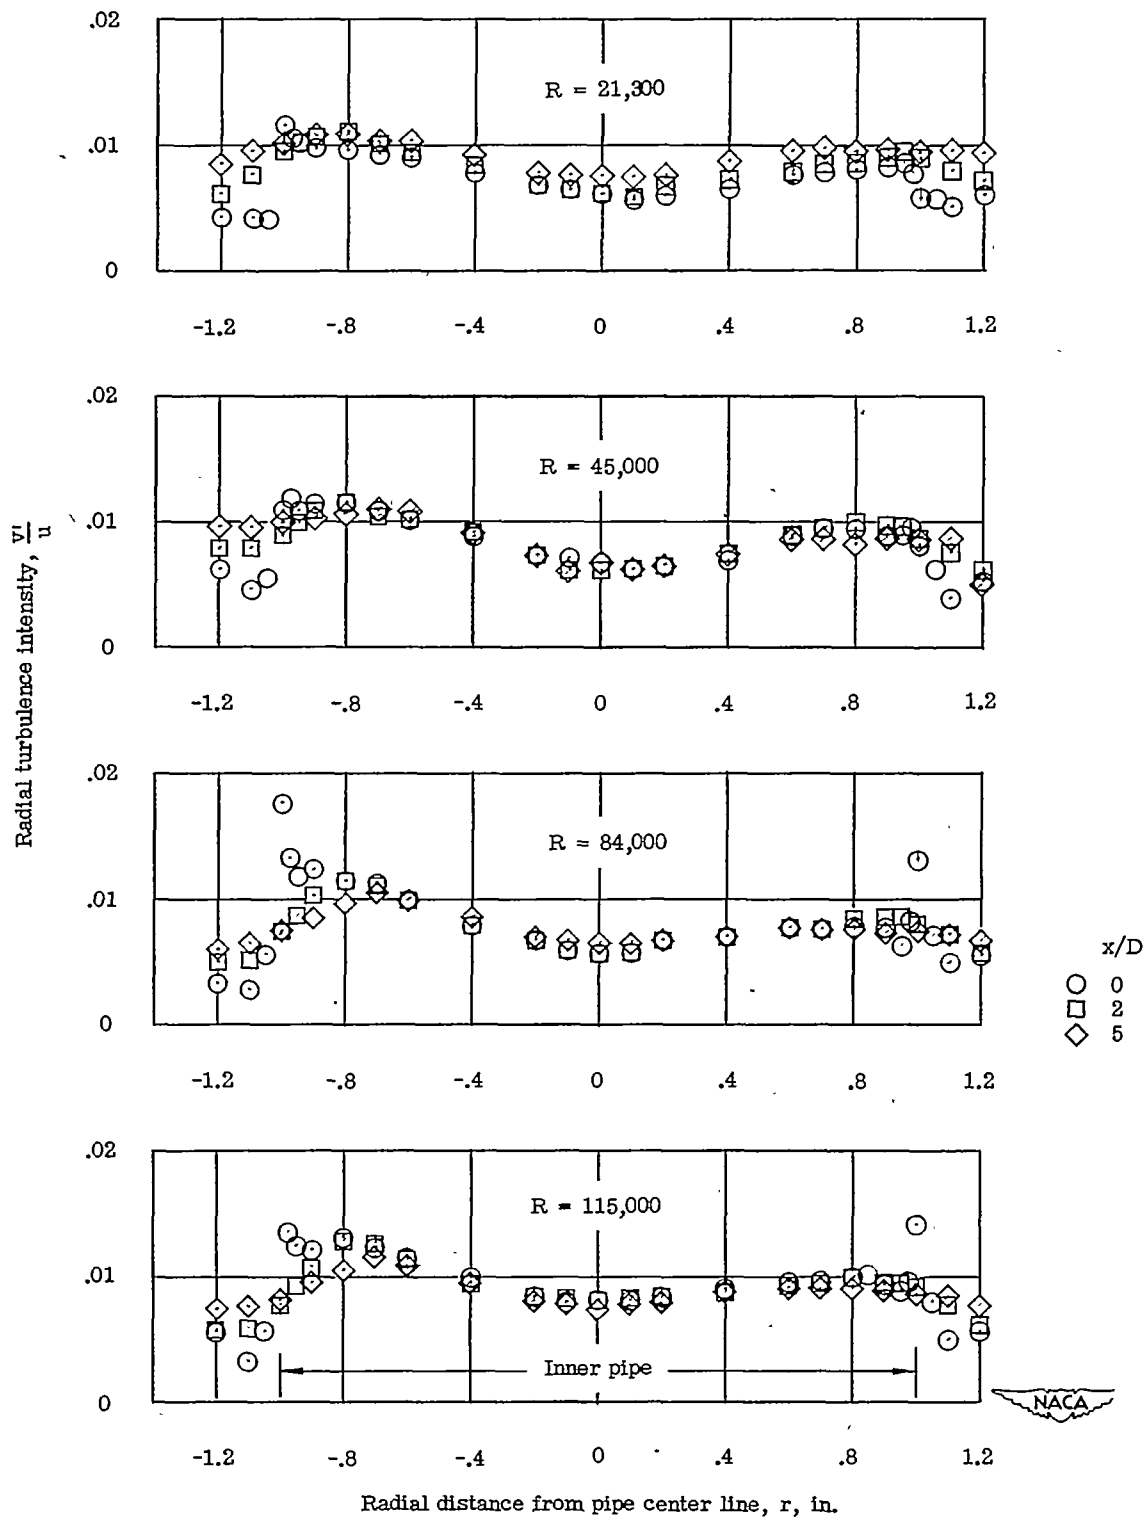 Radial turbulence intensity, v'/u
.02
R = 21,300
.01
0
-1.2 -.8 -.4 0 .4 .8 1.2
.02
R = 45,000
.01
0
-1.2 -.8 -.4 0 .4 .8 1.2
.02
R = 84,000
.01
0
-1.2 -.8 -.4 0 .4 .8 1.2
x/D
0
2
5
.02
R = 115,000
.01
Inner pipe
0
-1.2 -.8 -.4 0 .4 .8 1.2
NACA
Radial distance from pipe center line, r, in.